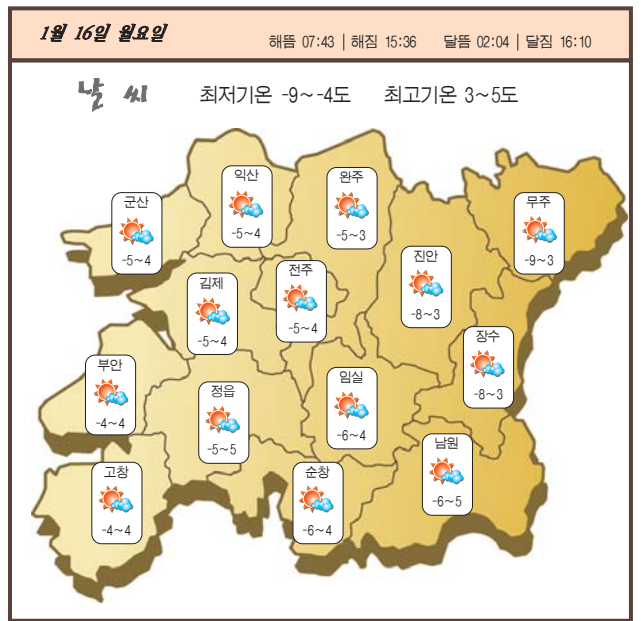 1월 16일 월요일
해뜸 07:43 | 해짐 15:36 달뜸 02:04 | 달짐 16:10
날씨 최저기온 -9~-4도 최고기온 3~5도
익산
-5~4
완주
-5~3
군산
-5~4
무주
-9~3
진안
-8~3
전주
-5~4
김제
-5~4
장수
-8~3
부안
-4~4
임실
-6~4
정읍
-5~5
남원
-6~5
고창
-4~4
순창
-6~4